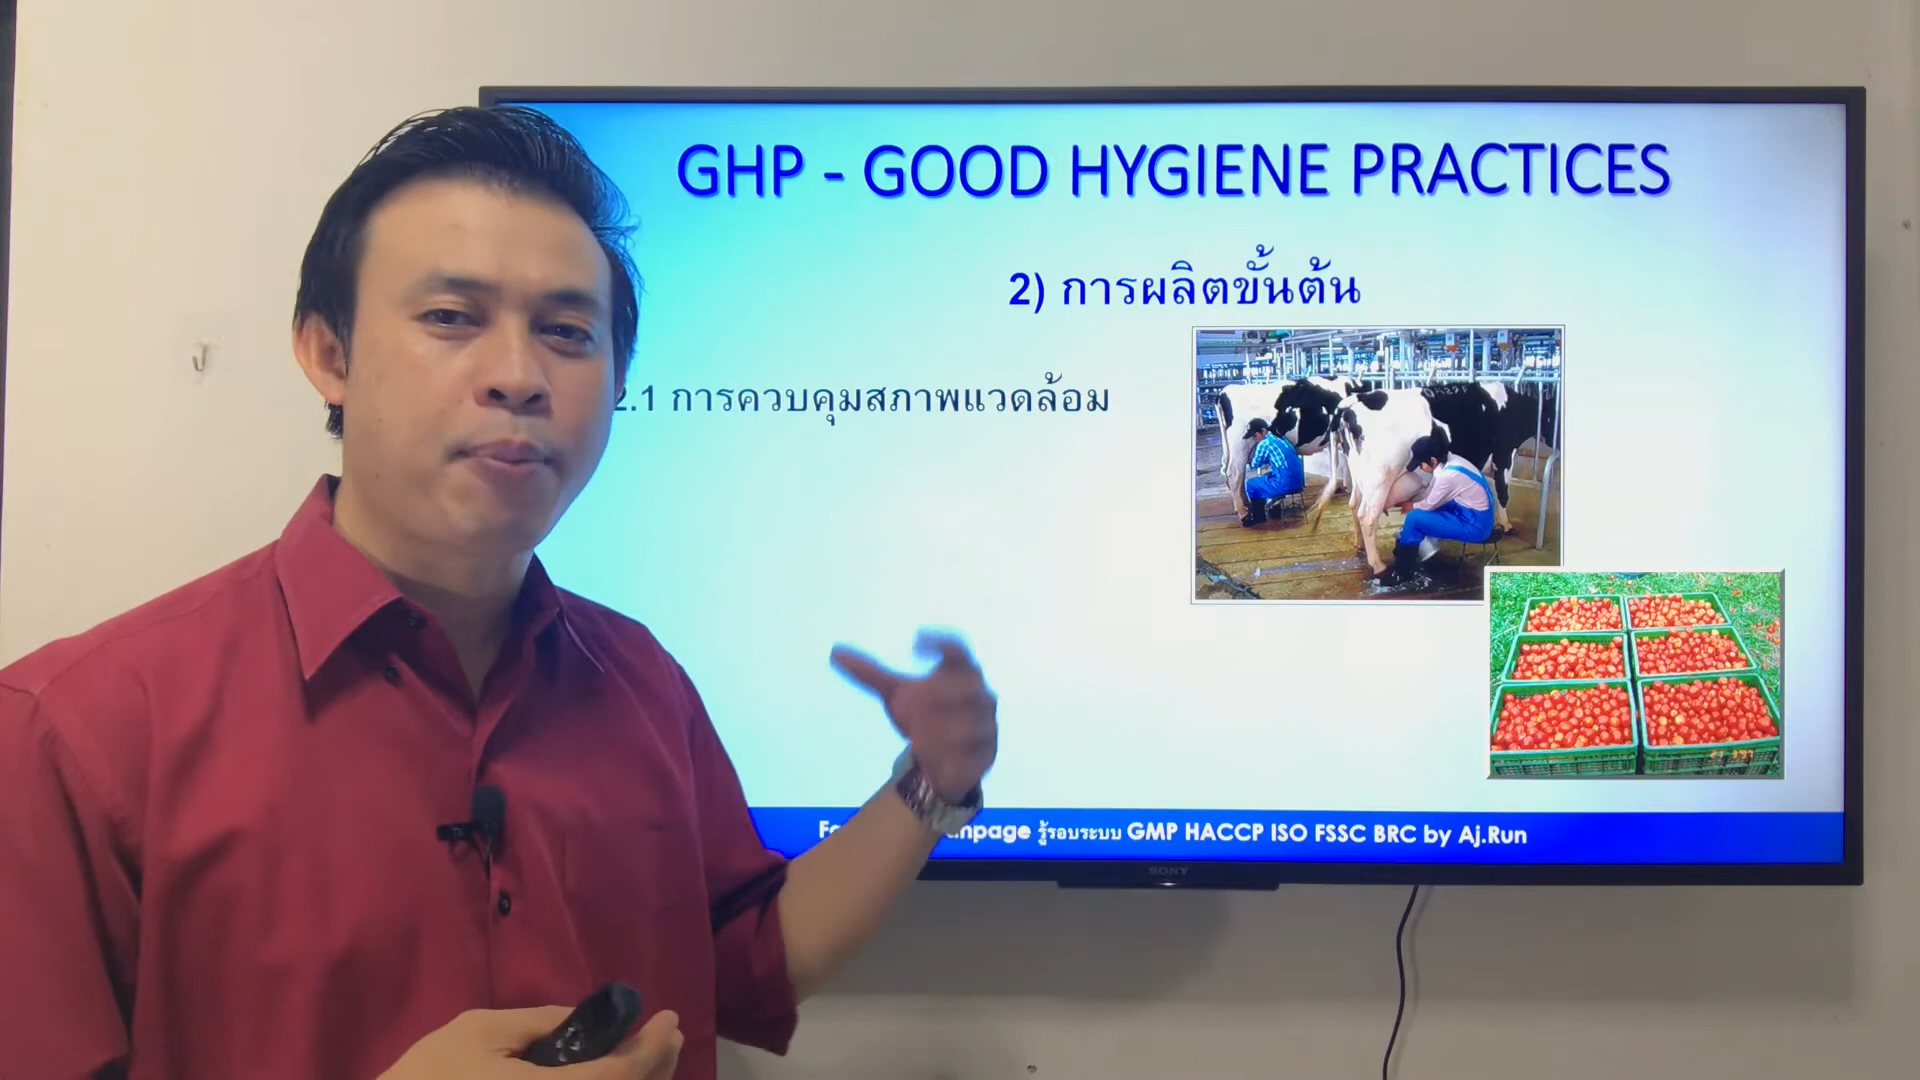 GHP - GOOD HYGIENE PRACTICES
2) การผลิตขั้นต้น
2.1 การควบคุมสภาพแวดล้อม
รู้รอบระบบ GMP HACCP ISO FSSC BRC by Aj.Run
SONY